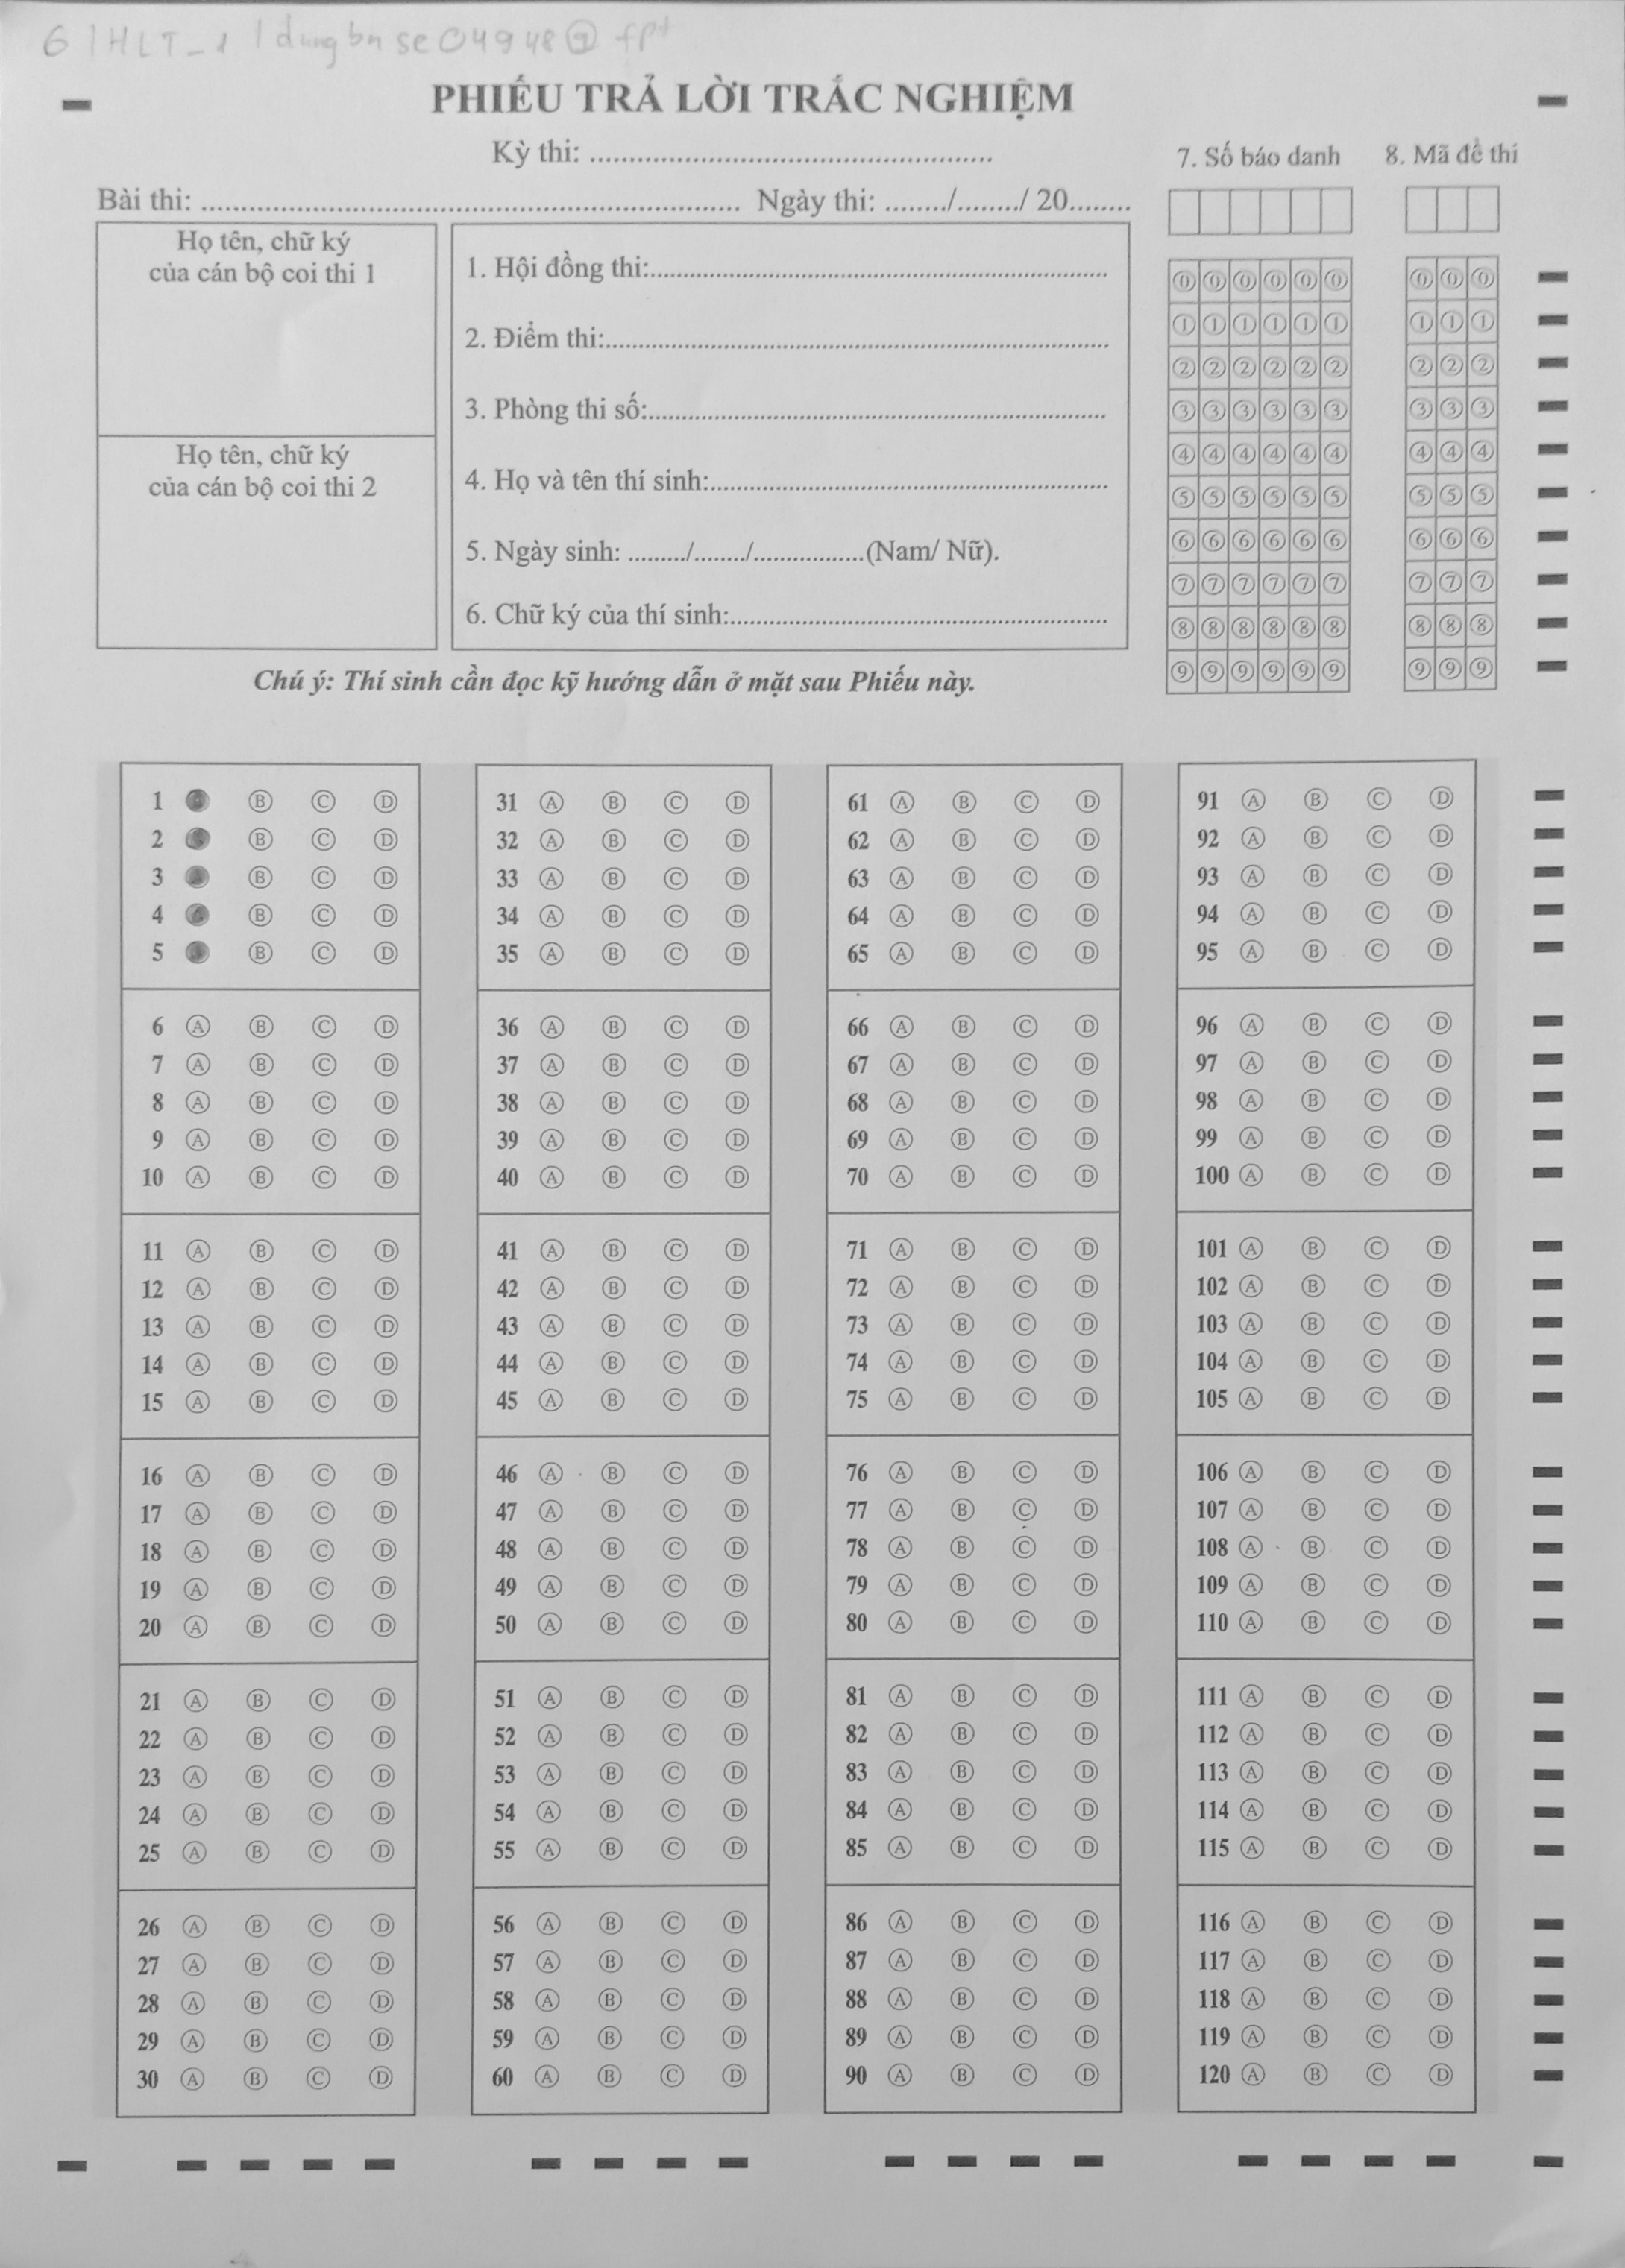 6 | HLT_1 | dungbn se04948@fpt
PHIẾU TRẢ LỜI TRẮC NGHIỆM
Kỳ thi: ....................................................
7. Số báo danh 8. Mã đề thi
Bài thi: ...................................................................... Ngày thi: ......../......../ 20........
Họ tên, chữ ký
của cán bộ coi thi 1
Họ tên, chữ ký
của cán bộ coi thi 2
1. Hội đồng thi:............................................................
2. Điểm thi:..................................................................
3. Phòng thi số:............................................................
4. Họ và tên thí sinh:....................................................
5. Ngày sinh: ........./......../................(Nam/ Nữ).
6. Chữ ký của thí sinh:..................................................
0 0 0 0 0 0 0 0 0
1 1 1 1 1 1 1 1 1
2 2 2 2 2 2 2 2 2
3 3 3 3 3 3 3 3 3
4 4 4 4 4 4 4 4 4
5 5 5 5 5 5 5 5 5
6 6 6 6 6 6 6 6 6
7 7 7 7 7 7 7 7 7
8 8 8 8 8 8 8 8 8
9 9 9 9 9 9 9 9 9
Chú ý: Thí sinh cần đọc kỹ hướng dẫn ở mặt sau Phiếu này.
1 B C D 31 A B C D 61 A B C D 91 A B C D
2 B C D 32 A B C D 62 A B C D 92 A B C D
3 B C D 33 A B C D 63 A B C D 93 A B C D
4 B C D 34 A B C D 64 A B C D 94 A B C D
5 B C D 35 A B C D 65 A B C D 95 A B C D
6 A B C D 36 A B C D 66 A B C D 96 A B C D
7 A B C D 37 A B C D 67 A B C D 97 A B C D
8 A B C D 38 A B C D 68 A B C D 98 A B C D
9 A B C D 39 A B C D 69 A B C D 99 A B C D
10 A B C D 40 A B C D 70 A B C D 100 A B C D
11 A B C D 41 A B C D 71 A B C D 101 A B C D
12 A B C D 42 A B C D 72 A B C D 102 A B C D
13 A B C D 43 A B C D 73 A B C D 103 A B C D
14 A B C D 44 A B C D 74 A B C D 104 A B C D
15 A B C D 45 A B C D 75 A B C D 105 A B C D
16 A B C D 46 A B C D 76 A B C D 106 A B C D
17 A B C D 47 A B C D 77 A B C D 107 A B C D
18 A B C D 48 A B C D 78 A B C D 108 A B C D
19 A B C D 49 A B C D 79 A B C D 109 A B C D
20 A B C D 50 A B C D 80 A B C D 110 A B C D
21 A B C D 51 A B C D 81 A B C D 111 A B C D
22 A B C D 52 A B C D 82 A B C D 112 A B C D
23 A B C D 53 A B C D 83 A B C D 113 A B C D
24 A B C D 54 A B C D 84 A B C D 114 A B C D
25 A B C D 55 A B C D 85 A B C D 115 A B C D
26 A B C D 56 A B C D 86 A B C D 116 A B C D
27 A B C D 57 A B C D 87 A B C D 117 A B C D
28 A B C D 58 A B C D 88 A B C D 118 A B C D
29 A B C D 59 A B C D 89 A B C D 119 A B C D
30 A B C D 60 A B C D 90 A B C D 120 A B C D